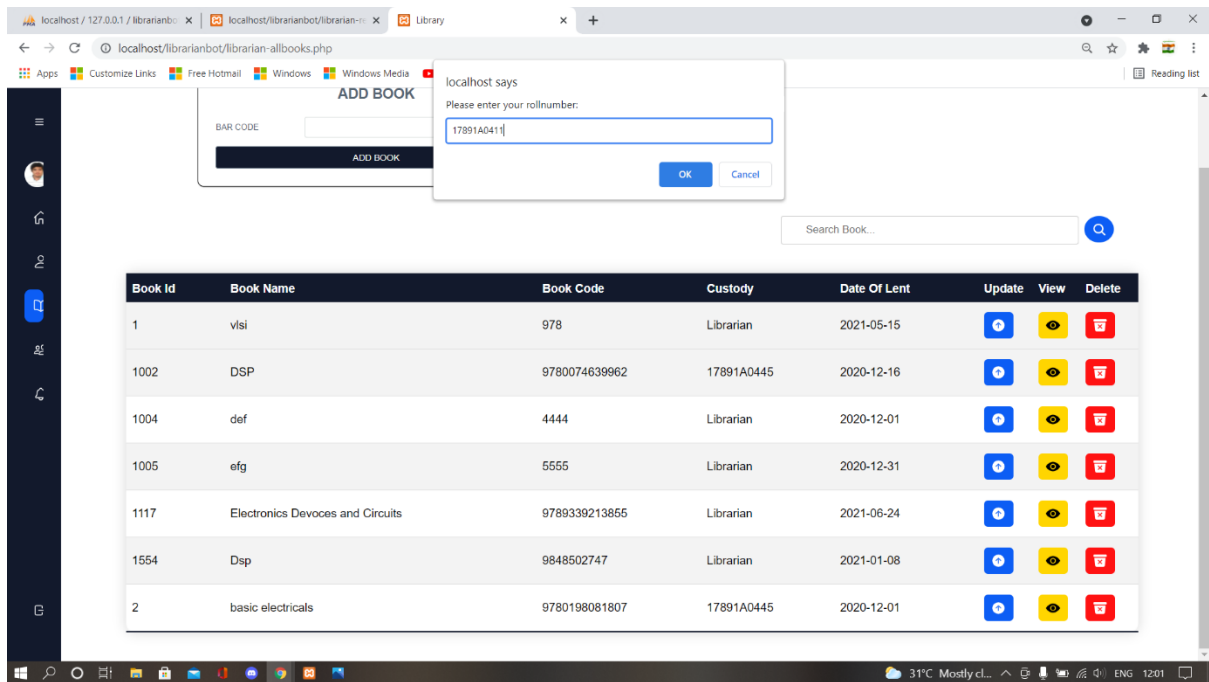 localhost / 127.0.0.1 / librarianbo
localhost/librarianbot/librarian-re
Library
localhost/librarianbot/librarian-allbooks.php
Apps Customize Links Free Hotmail Windows Windows Media Reading list
localhost says
Please enter your rollnumber:
17891A0411
OK Cancel
ADD BOOK
BAR CODE
ADD BOOK
Search Book...
Book Id Book Name Book Code Custody Date Of Lent Update View Delete
1 vlsi 978 Librarian 2021-05-15
1002 DSP 9780074639962 17891A0445 2020-12-16
1004 def 4444 Librarian 2020-12-01
1005 efg 5555 Librarian 2020-12-31
1117 Electronics Devoces and Circuits 9789339213855 Librarian 2021-06-24
1554 Dsp 9848502747 Librarian 2021-01-08
2 basic electricals 9780198081807 17891A0445 2020-12-01
31°C Mostly cl... ENG 12:01